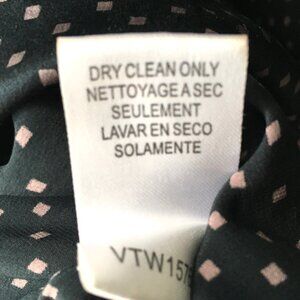 DRY CLEAN ONLY
NETTOYAGE A SEC
SEULEMENT
LAVAR EN SECO
SOLAMENTE
VTW157